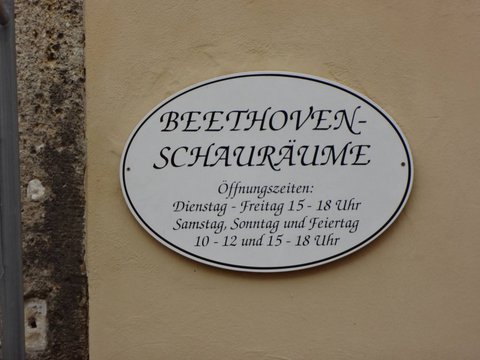 BEETHOVEN-
SCHAURÄUME
Öffnungszeiten:
Dienstag - Freitag 15 - 18 Uhr
Samstag, Sonntag und Feiertag
10 - 12 und 15 - 18 Uhr